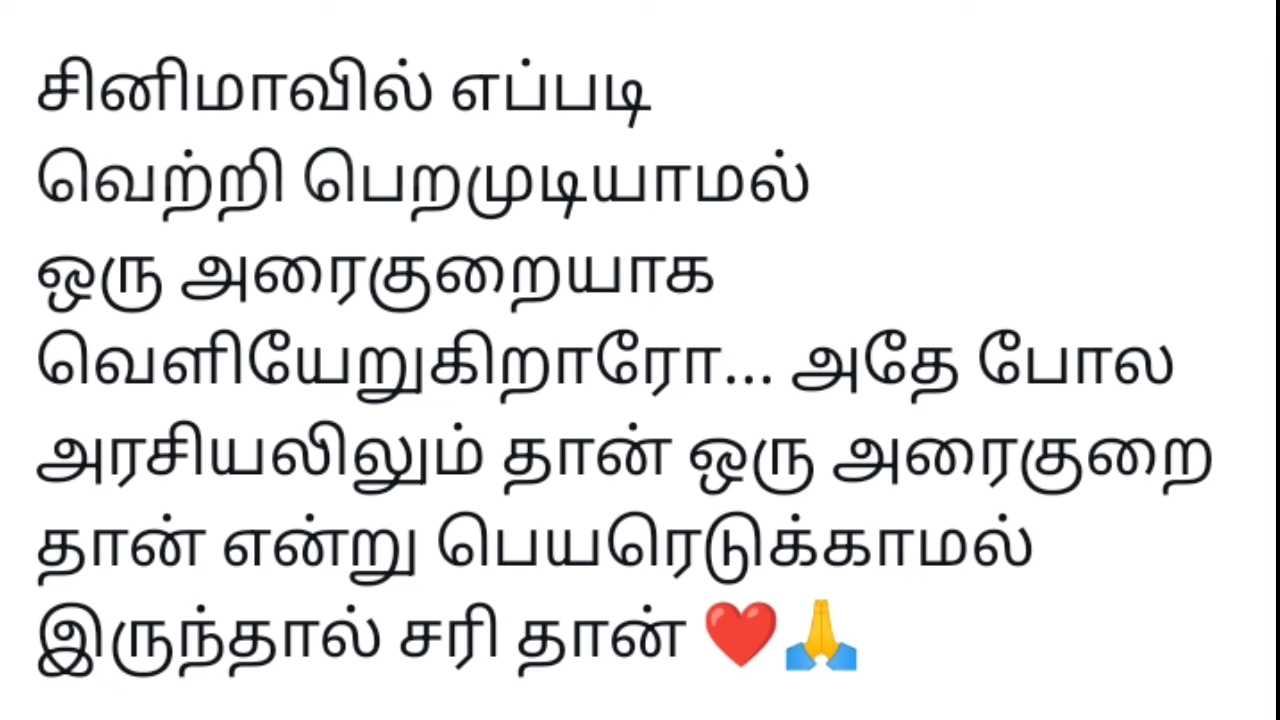 சினிமாவில் எப்படி
வெற்றி பெறமுடியாமல்
ஒரு அரைகுறையாக
வெளியேறுகிறாரோ... அதே போல
அரசியலிலும் தான் ஒரு அரைகுறை
தான் என்று பெயரெடுக்காமல்
இருந்தால் சரி தான் ❤️🙏